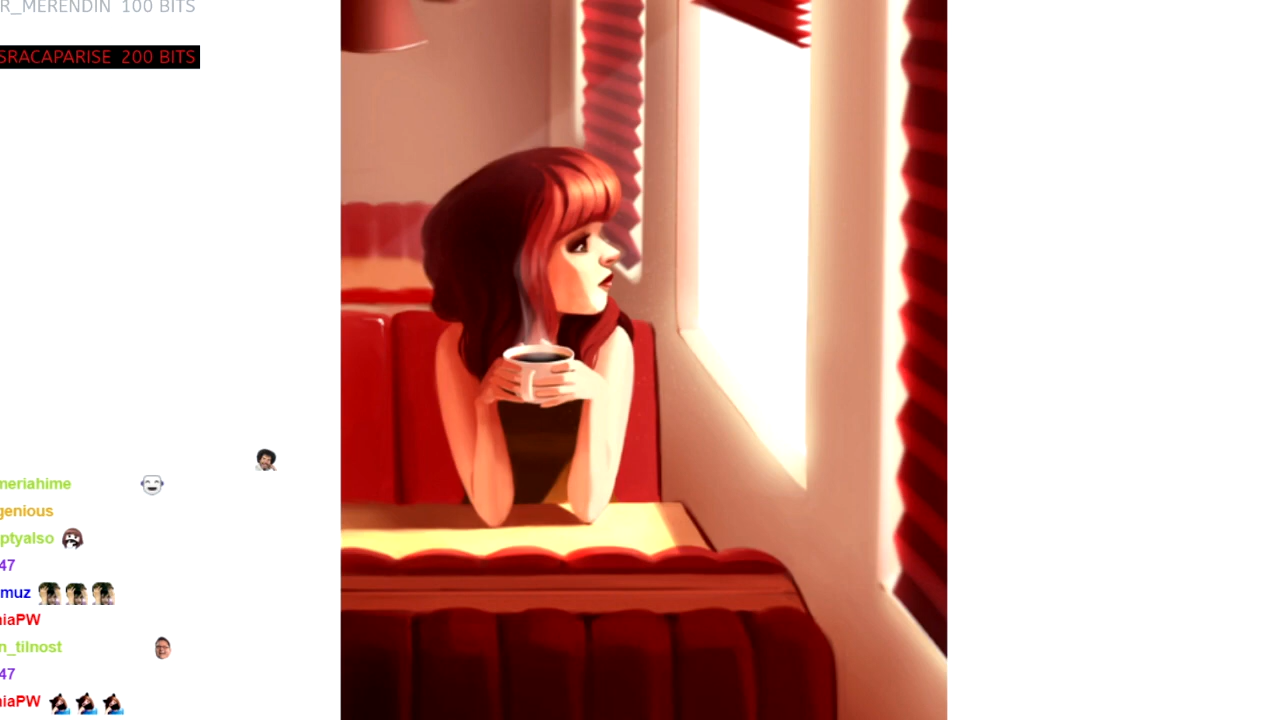 R_MERENDIN 100 BITS
SRACAPARISE 200 BITS
neriahime
genious
ptyalso
47
muz
niaPW
n_tilnost
47
niaPW